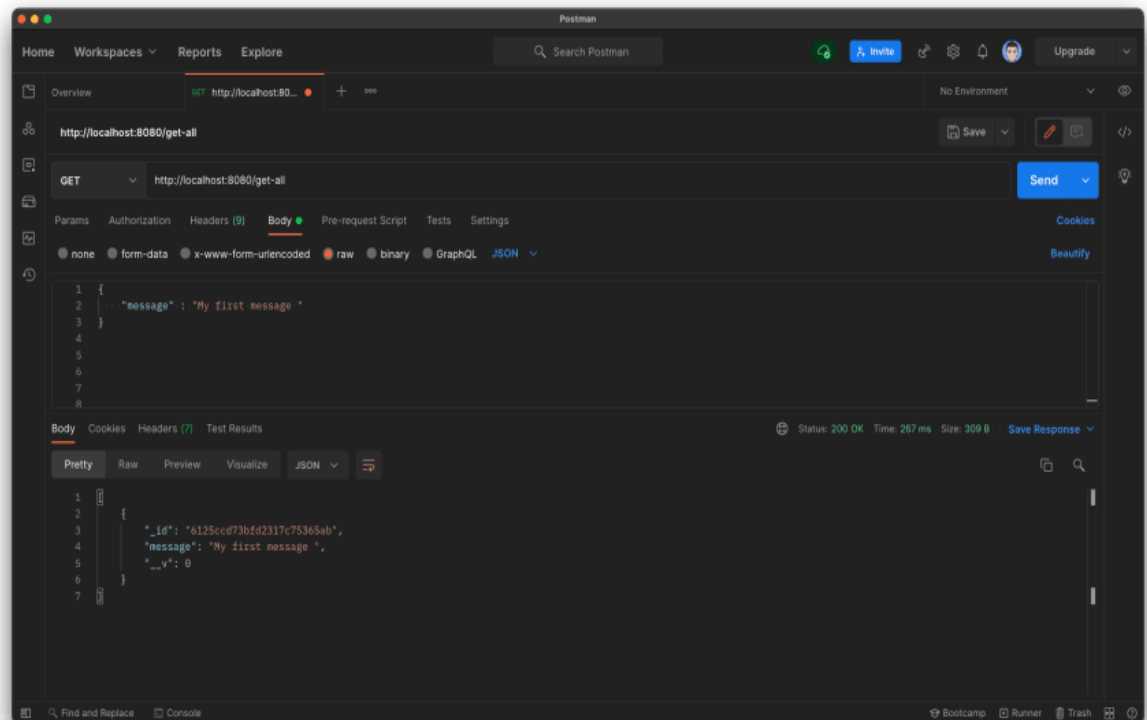 Postman
Home Workspaces Reports Explore Search Postman Invite Upgrade
Overview GET http://localhost:80... No Environment
http://localhost:8080/get-all Save
GET http://localhost:8080/get-all Send
Params Authorization Headers (9) Body Pre-request Script Tests Settings Cookies
none form-data x-www-form-urlencoded raw binary GraphQL JSON Beautify
1 {
2 "message" : "My first message "
3 }
4
5
6
7
8
Body Cookies Headers (7) Test Results Status: 200 OK Time: 267 ms Size: 309 B Save Response
Pretty Raw Preview Visualize JSON
1 [
2 {
3 "_id": "6125ccd73bfd2317c75365ab",
4 "message": "My first message ",
5 "__v": 0
6 }
7 ]
Find and Replace Console Bootcamp Runner Trash